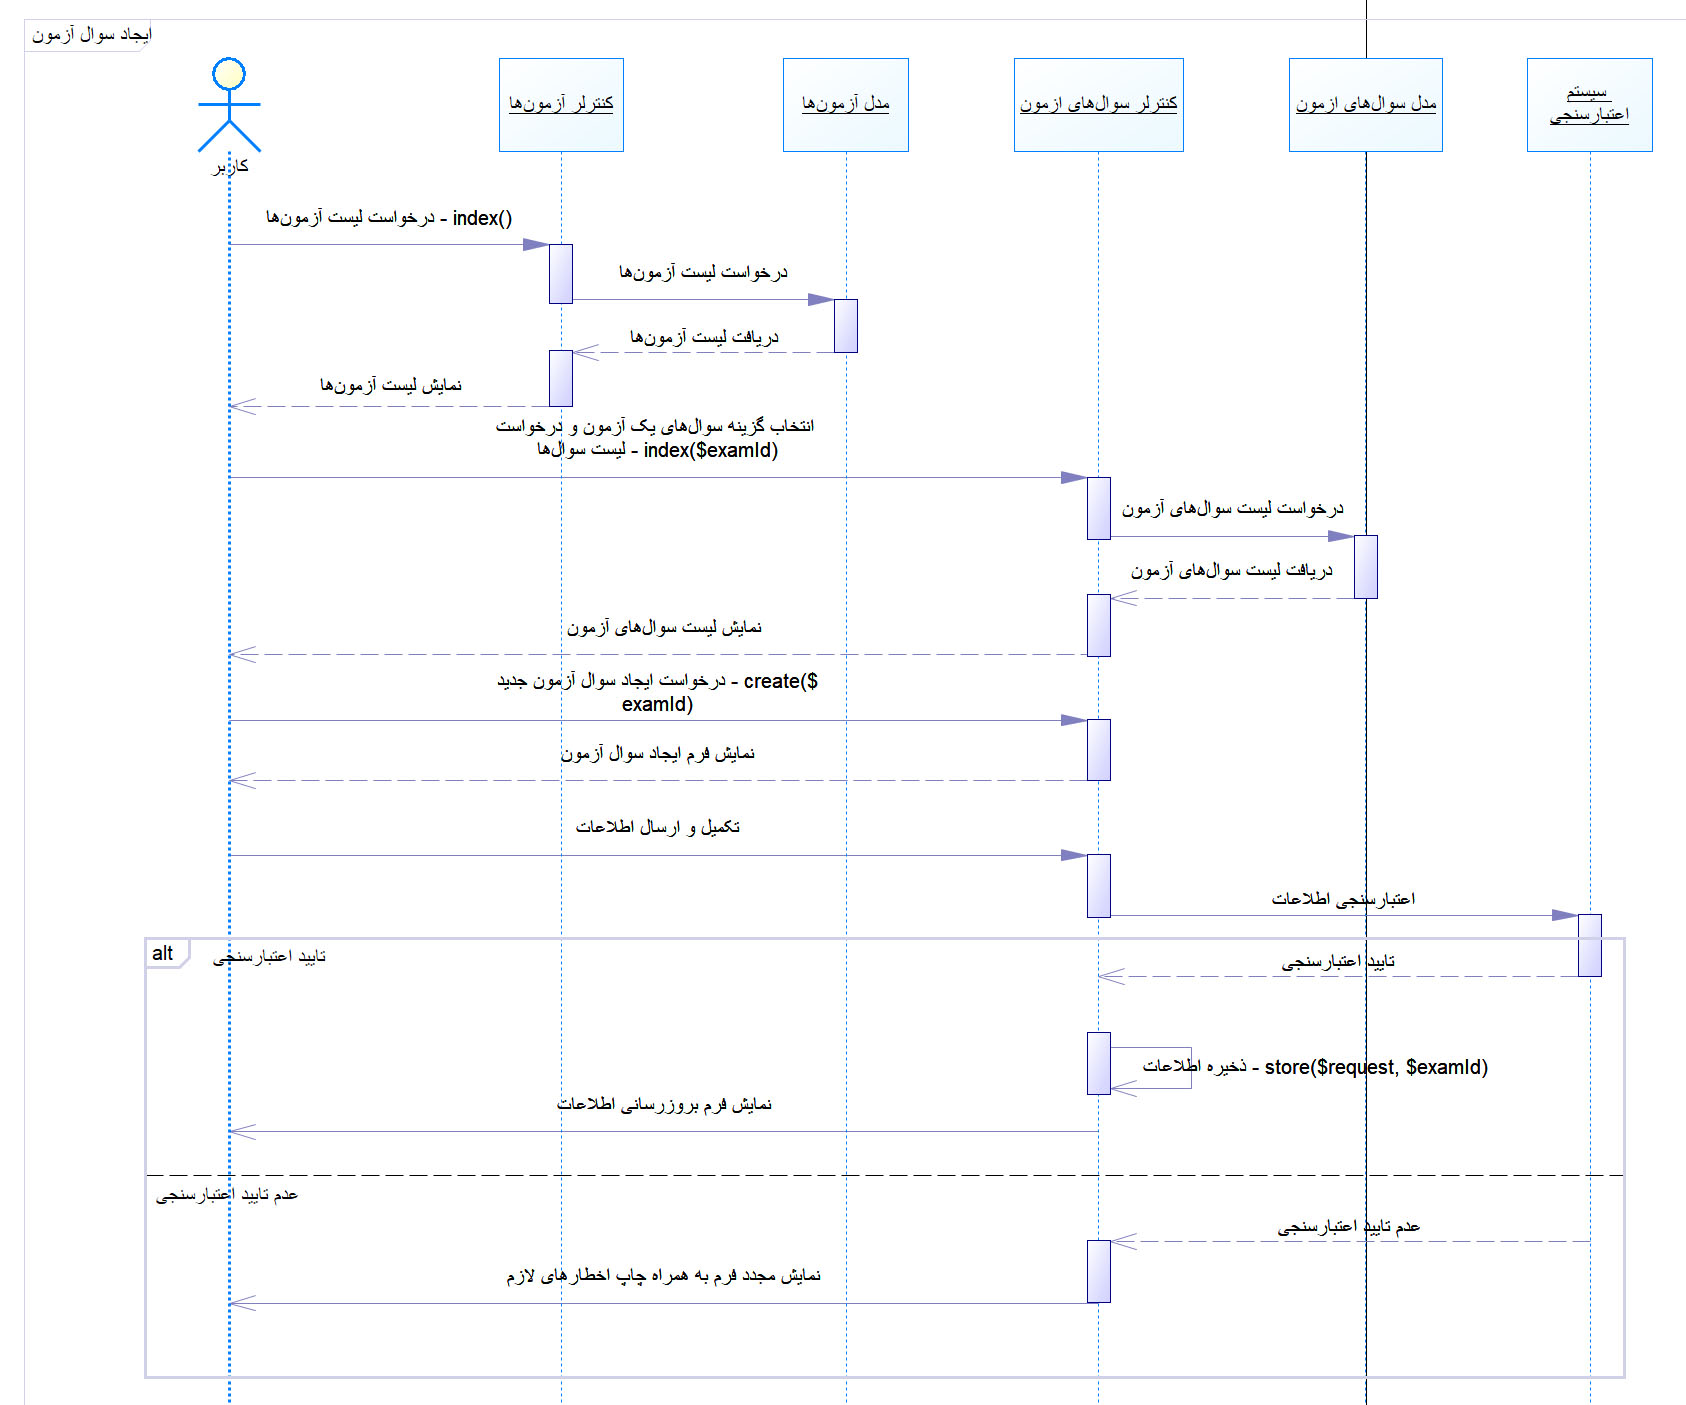 ایجاد سوال آزمون
کاربر
کنترلر آزمون‌ها
مدل آزمون‌ها
کنترلر سوال‌های ازمون
مدل سوال‌های ازمون
سیستم
اعتبارسنجی
درخواست لیست آزمون‌ها - index()
درخواست لیست آزمون‌ها
دریافت لیست آزمون‌ها
نمایش لیست آزمون‌ها
انتخاب گزینه سوال‌های یک آزمون و درخواست
لیست سوال‌ها - index($examId)
درخواست لیست سوال‌های آزمون
دریافت لیست سوال‌های آزمون
نمایش لیست سوال‌های آزمون
درخواست ایجاد سوال آزمون جدید - create($
examId)
نمایش فرم ایجاد سوال آزمون
تکمیل و ارسال اطلاعات
اعتبارسنجی اطلاعات
alt
تایید اعتبارسنجی
تایید اعتبارسنجی
ذخیره اطلاعات - store($request, $examId)
نمایش فرم بروزرسانی اطلاعات
عدم تایید اعتبارسنجی
عدم تایید اعتبارسنجی
نمایش مجدد فرم به همراه چاپ اخطارهای لازم